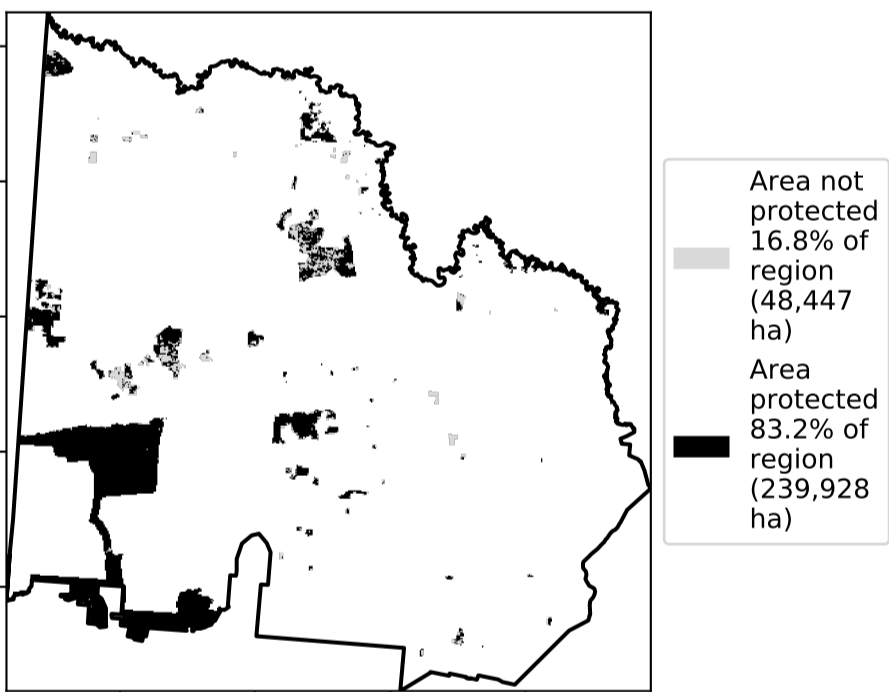 Area not
protected
16.8% of
region
(48,447
ha)
Area
protected
83.2% of
region
(239,928
ha)